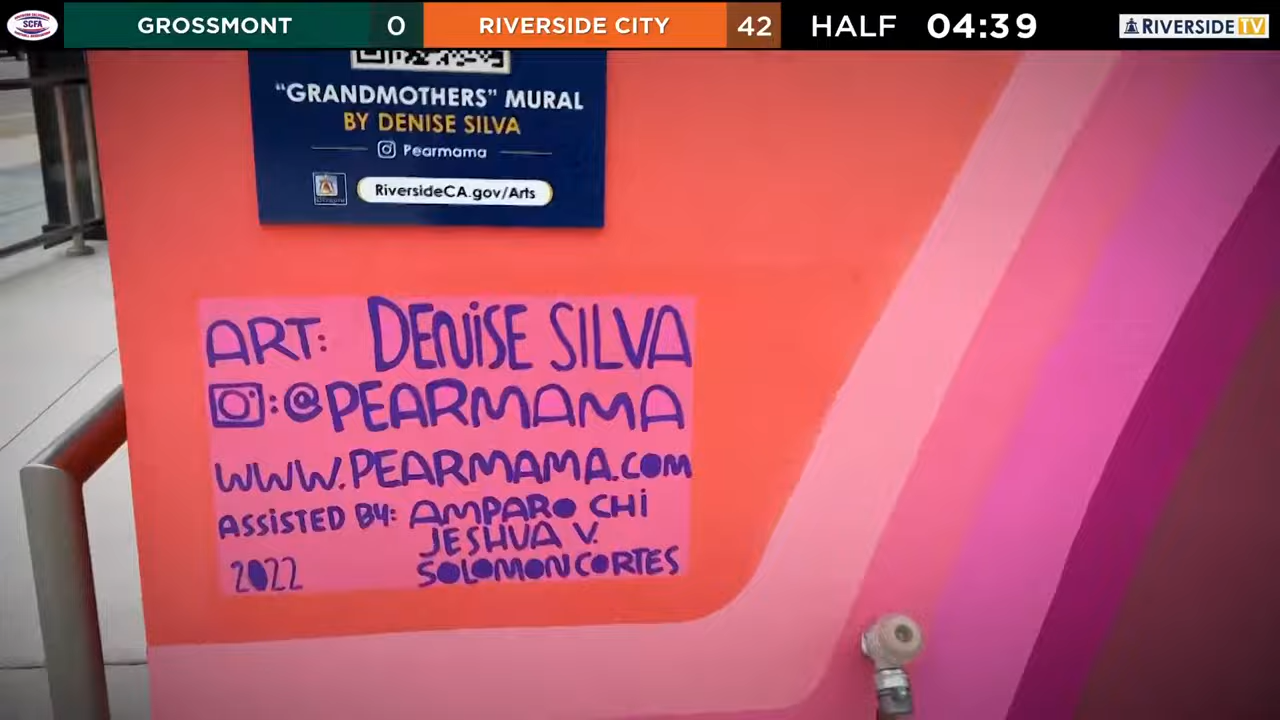 SCFA
GROSSMONT 0 RIVERSIDE CITY 42 HALF 04:39 RIVERSIDE TV
“GRANDMOTHERS” MURAL
BY DENISE SILVA
Pearmama
RiversideCA.gov/Arts
ART: DENiSE SILVA
:@PEARMAMA
WWW.PEARMAMA.COM
ASSiSTED BY: AMPARO CHi
JESHUA V.
2022 SOLOMON CORTES